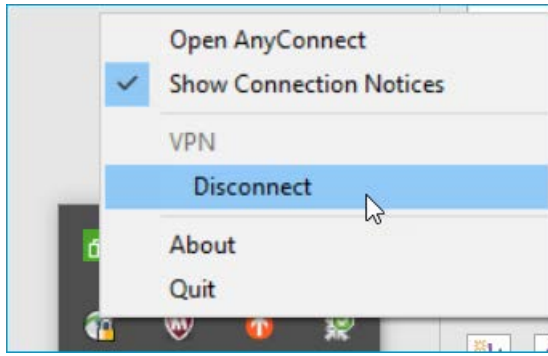 Open AnyConnect
Show Connection Notices
VPN
Disconnect
About
Quit